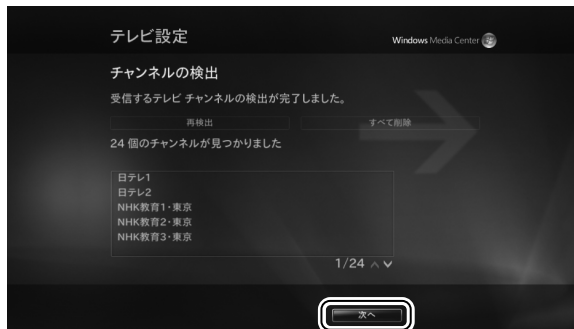 テレビ設定
Windows Media Center
チャンネルの検出
受信するテレビ チャンネルの検出が完了しました。
再検出 すべて削除
24 個のチャンネルが見つかりました
日テレ1
日テレ2
NHK教育1・東京
NHK教育2・東京
NHK教育3・東京
1/24
次へ